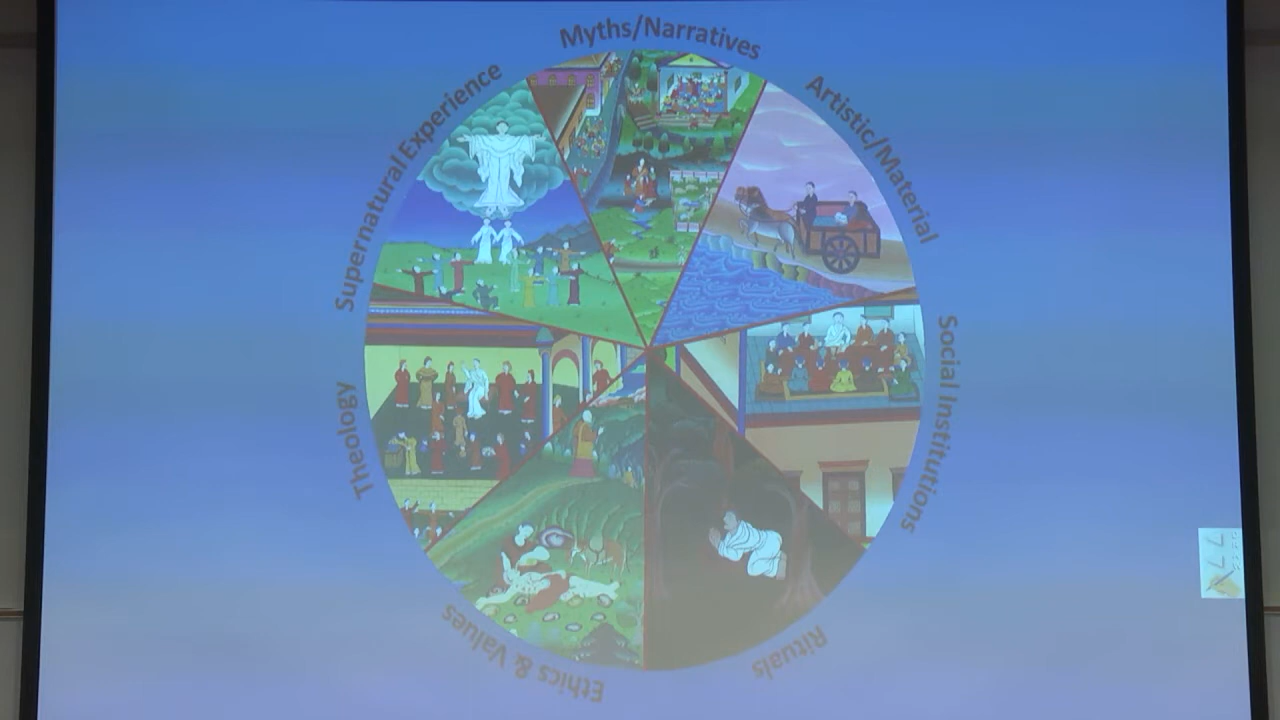 Myths/Narratives
Artistic/Material
Social Institutions
Rituals
Ethics & Values
Theology
Supernatural Experience